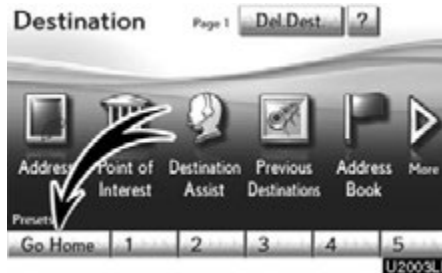 Destination Page 1 Del.Dest. ?
Address Point of Interest Destination Assist Previous Destinations Address Book More
Presets
Go Home 1 2 3 4 5
U2003L